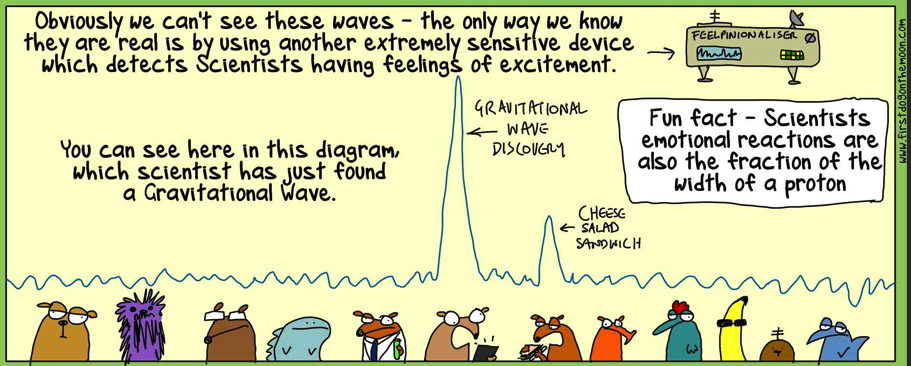 Obviously we can't see these waves - the only way we know
they are real is by using another extremely sensitive device
which detects Scientists having feelings of excitement.
FEELPINIONALISER
GRAVITATIONAL
WAVE
DISCOVERY
You can see here in this diagram,
which scientist has just found
a Gravitational Wave.
Fun fact - Scientists
emotional reactions are
also the fraction of the
width of a proton
CHEESE
SALAD
SANDWICH
www.firstdogonthemoon.com